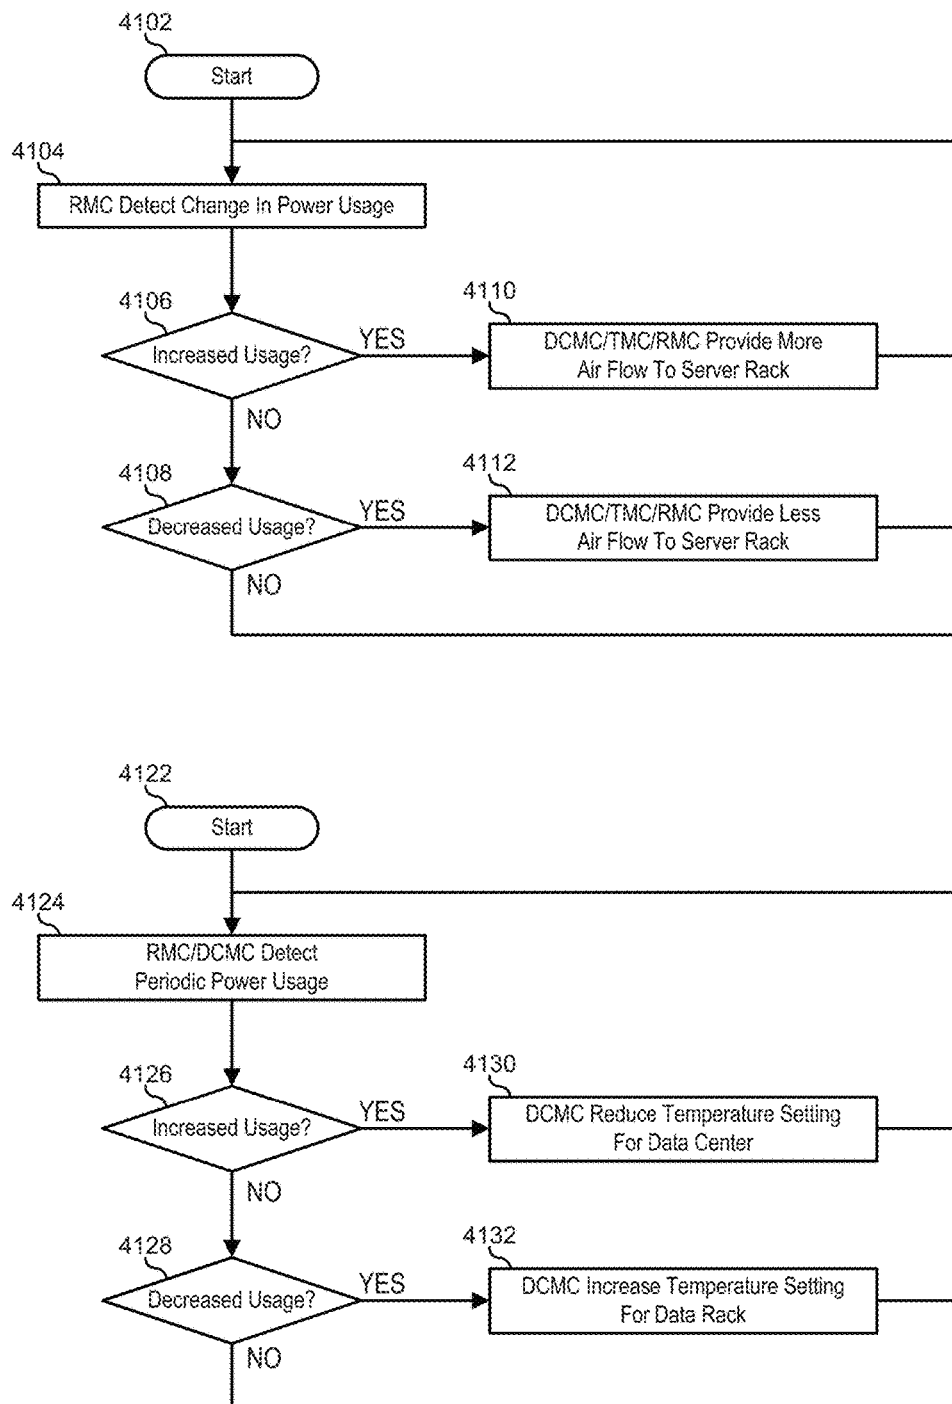 4102
Start
4104
RMC Detect Change In Power Usage
4106
Increased Usage?
YES
4110
DCMC/TMC/RMC Provide More
Air Flow To Server Rack
NO
4108
Decreased Usage?
YES
4112
DCMC/TMC/RMC Provide Less
Air Flow To Server Rack
NO
4122
Start
4124
RMC/DCMC Detect
Periodic Power Usage
4126
Increased Usage?
YES
4130
DCMC Reduce Temperature Setting
For Data Center
NO
4128
Decreased Usage?
YES
4132
DCMC Increase Temperature Setting
For Data Rack
NO